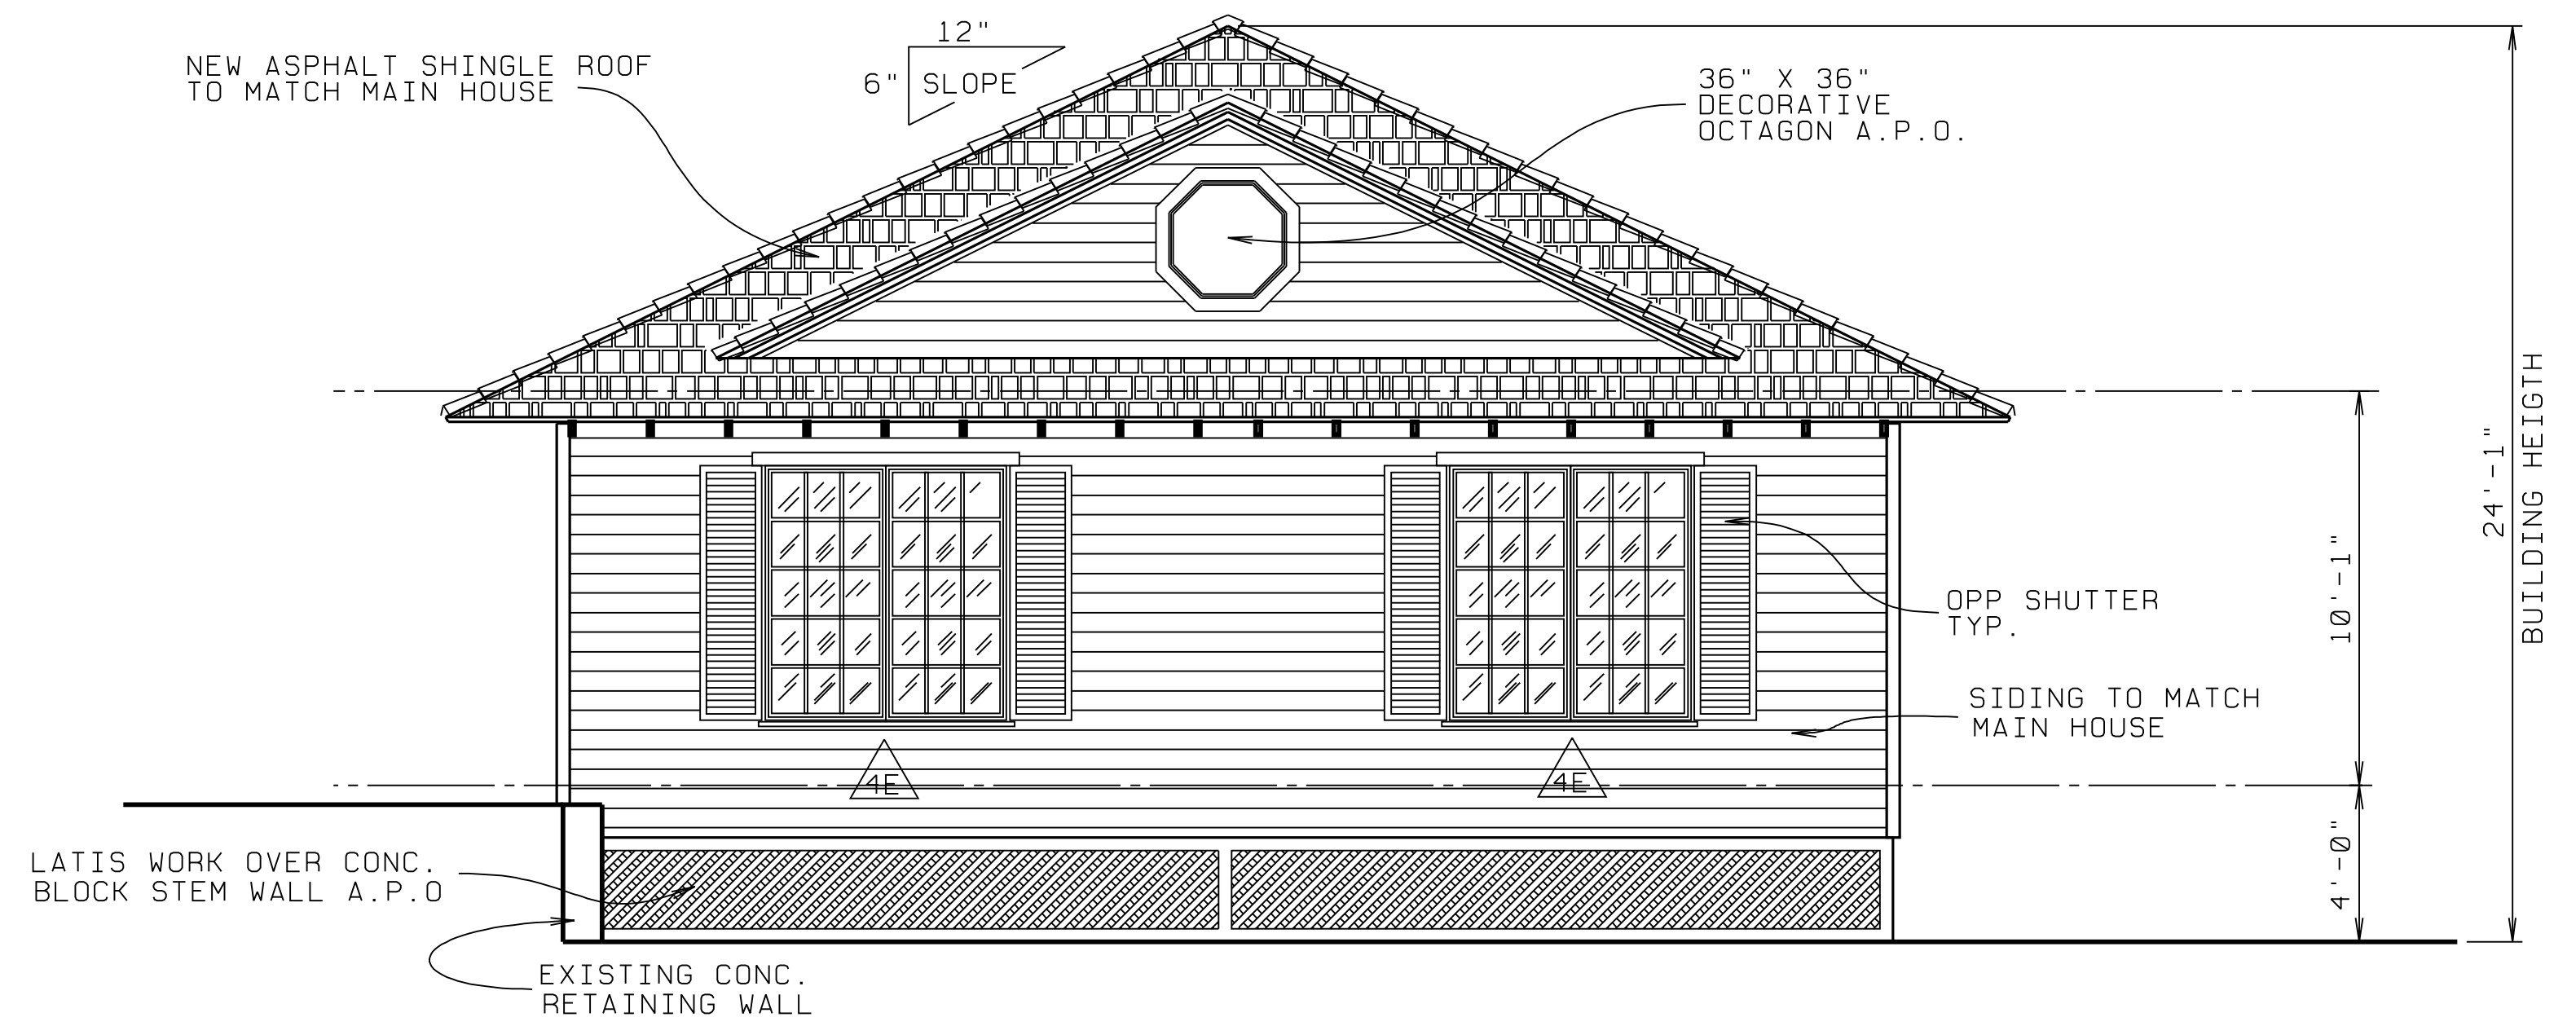 12"
6" SLOPE
NEW ASPHALT SHINGLE ROOF
TO MATCH MAIN HOUSE
36" X 36"
DECORATIVE
OCTAGON A.P.O.
24'-1"
BUILDING HEIGTH
10'-1"
OPP SHUTTER
TYP.
SIDING TO MATCH
MAIN HOUSE
4E
4E
4'-0"
LATIS WORK OVER CONC.
BLOCK STEM WALL A.P.O
EXISTING CONC.
RETAINING WALL